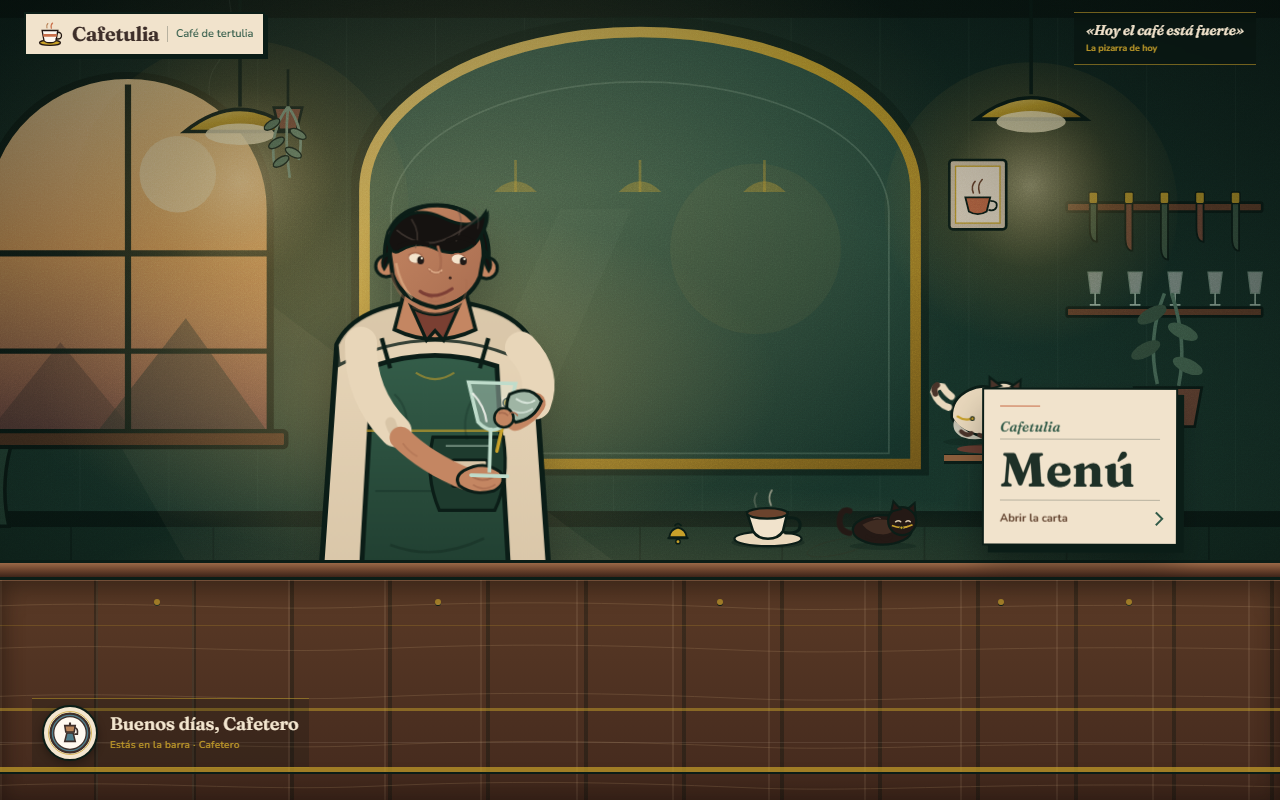 Cafetulia
Café de tertulia
«Hoy el café está fuerte»
La pizarra de hoy
Cafetulia
Menú
Abrir la carta
Buenos días, Cafetero
Estás en la barra · Cafetero